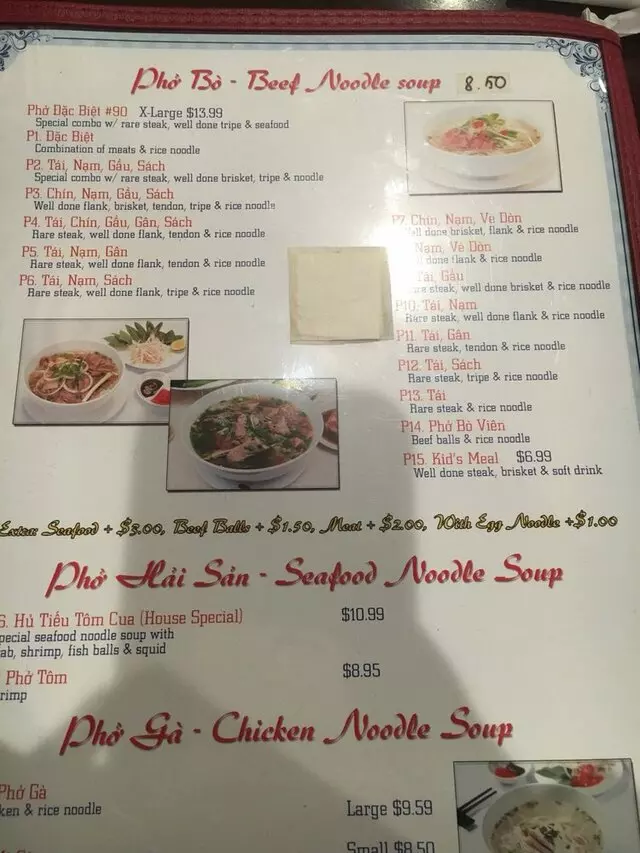 Phở Bò - Beef Noodle soup 8.50
Phở Đặc Biệt #90 X-Large $13.99
Special combo w/ rare steak, well done tripe & seafood
P1. Đặc Biệt
Combination of meats & rice noodle
P2. Tái, Nạm, Gầu, Sách
Special combo w/ rare steak, well done brisket, tripe & noodle
P3. Chín, Nạm, Gầu, Sách
Well done flank, brisket, tendon, tripe & rice noodle
P4. Tái, Chín, Gầu, Gân, Sách
Rare steak, well done flank, tendon & rice noodle
P5. Tái, Nạm, Gân
Rare steak, well done flank, tendon & rice noodle
P6. Tái, Nạm, Sách
Rare steak, well done flank, tripe & rice noodle
P7. Chín, Nạm, Vè Dòn
Well done brisket, flank & rice noodle
Nạm, Vè Dòn
done flank & rice noodle
Tái, Gầu
steak, well done brisket & rice noodle
P10. Tái, Nạm
Rare steak, well done flank & rice noodle
P11. Tái, Gân
Rare steak, tendon & rice noodle
P12. Tái, Sách
Rare steak, tripe & rice noodle
P13. Tái
Rare steak & rice noodle
P14. Phở Bò Viên
Beef balls & rice noodle
P15. Kid's Meal $6.99
Well done steak, brisket & soft drink
Extra Seafood + $3.00, Beef Balls + $1.50, Meat + $2.00, With Egg Noodle +$1.00
Phở Hải Sản - Seafood Noodle Soup
6. Hủ Tiếu Tôm Cua (House Special) $10.99
pecial seafood noodle soup with
ab, shrimp, fish balls & squid
Phở Tôm $8.95
rimp
Phở Gà - Chicken Noodle Soup
Phở Gà
ken & rice noodle Large $9.59
Small $8.50